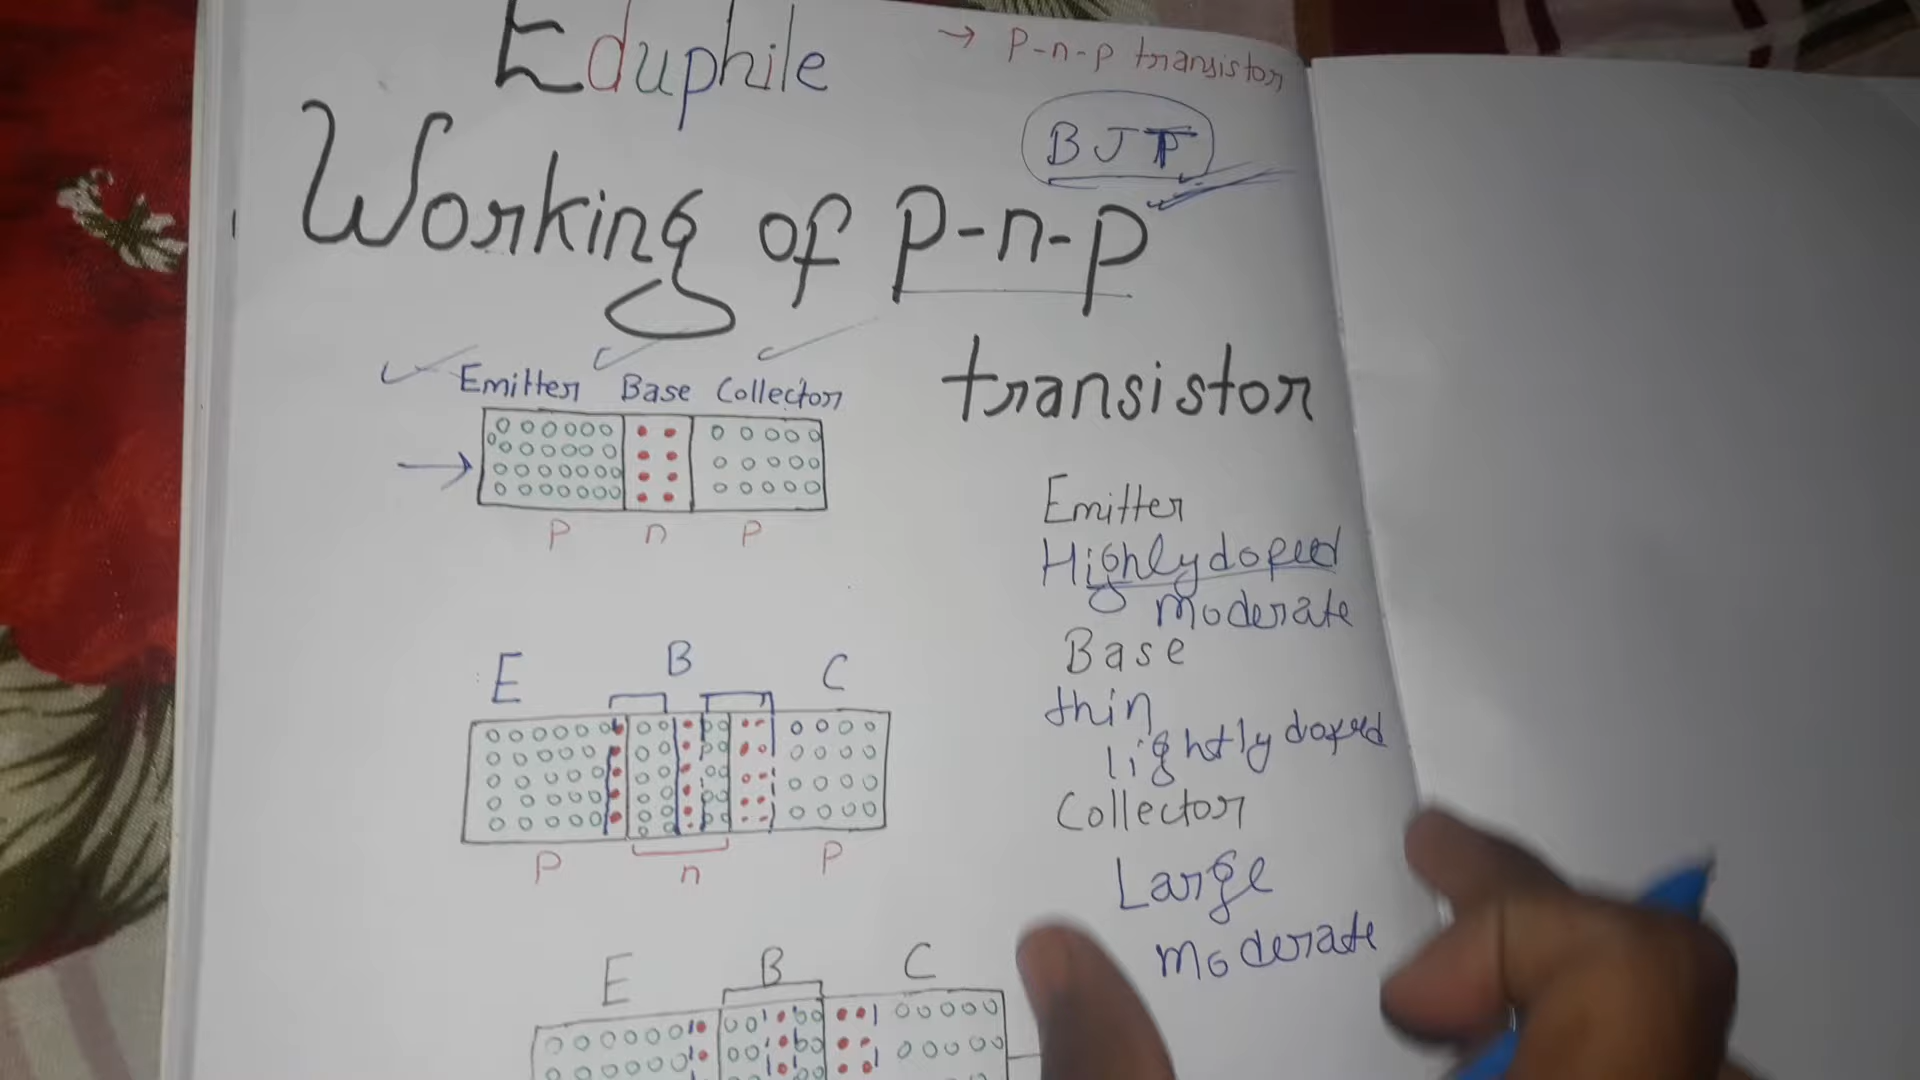 Eduphile
→ P-n-p transistor
BJT
Working of p-n-p
transistor
Emitter Base Collector
P n P
Emitter
Highly doped
moderate
Base
thin
lightly doped
Collector
Large
moderate
E B C
P n P
E B C